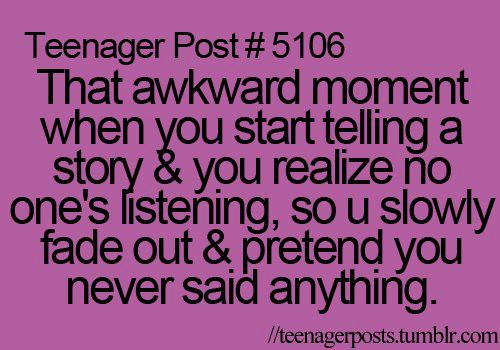 Teenager Post # 5106
That awkward moment
when you start telling a
story & you realize no
one's listening, so u slowly
fade out & pretend you
never said anything.
//teenagerposts.tumblr.com